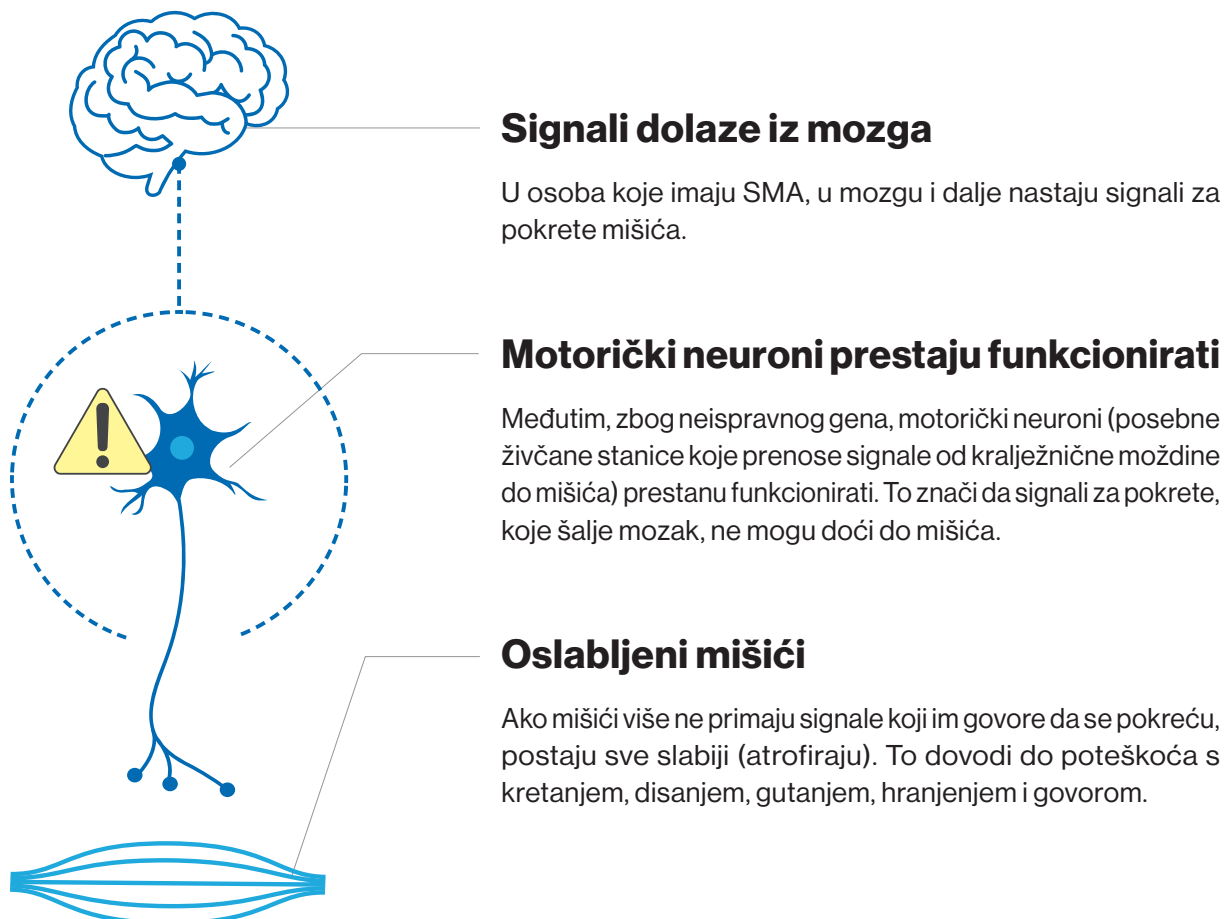 Signali dolaze iz mozga
U osoba koje imaju SMA, u mozgu i dalje nastaju signali za
pokrete mišića.
Motorički neuroni prestaju funkcionirati
Međutim, zbog neispravnog gena, motorički neuroni (posebne
živčane stanice koje prenose signale od kralježnične moždine
do mišića) prestanu funkcionirati. To znači da signali za pokrete,
koje šalje mozak, ne mogu doći do mišića.
Oslabljeni mišići
Ako mišići više ne primaju signale koji im govore da se pokreću,
postaju sve slabiji (atrofiraju). To dovodi do poteškoća s
kretanjem, disanjem, gutanjem, hranjenjem i govorom.